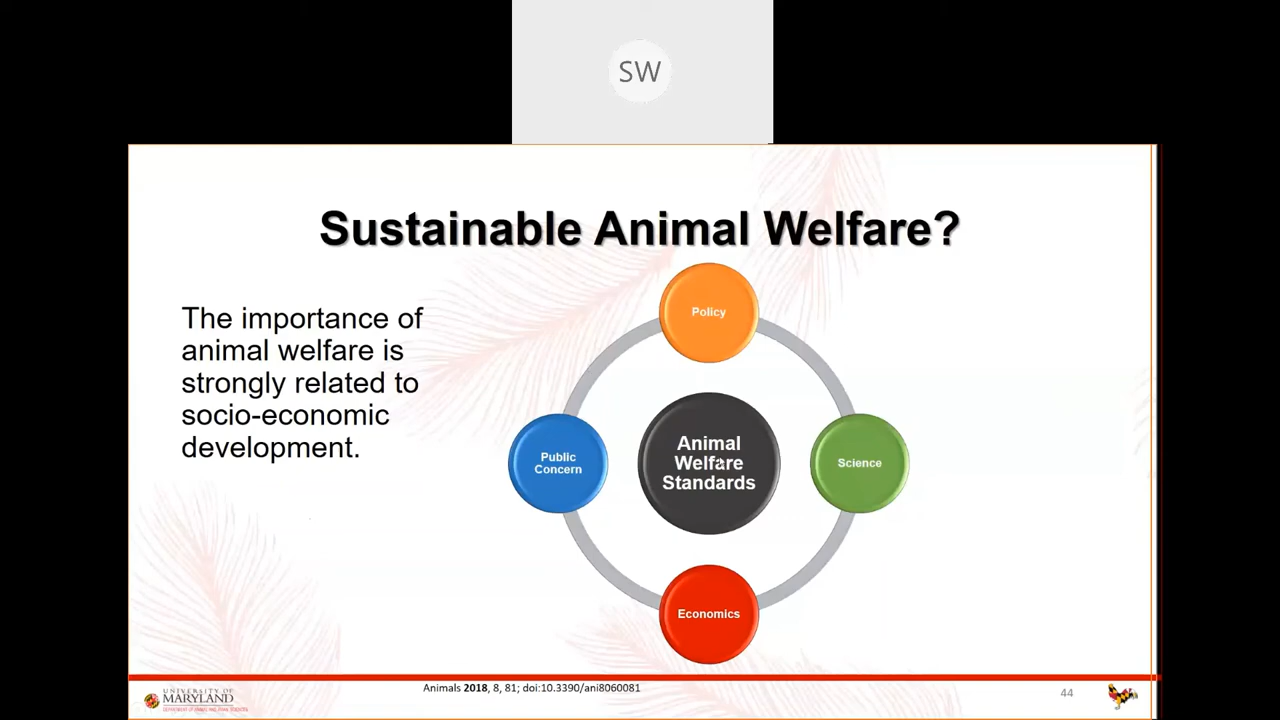 SW
Sustainable Animal Welfare?
The importance of
animal welfare is
strongly related to
socio-economic
development.
Policy
Public
Concern
Animal
Welfare
Standards
Science
Economics
Animals 2018, 8, 81; doi:10.3390/ani8060081
UNIVERSITY OF
MARYLAND
44